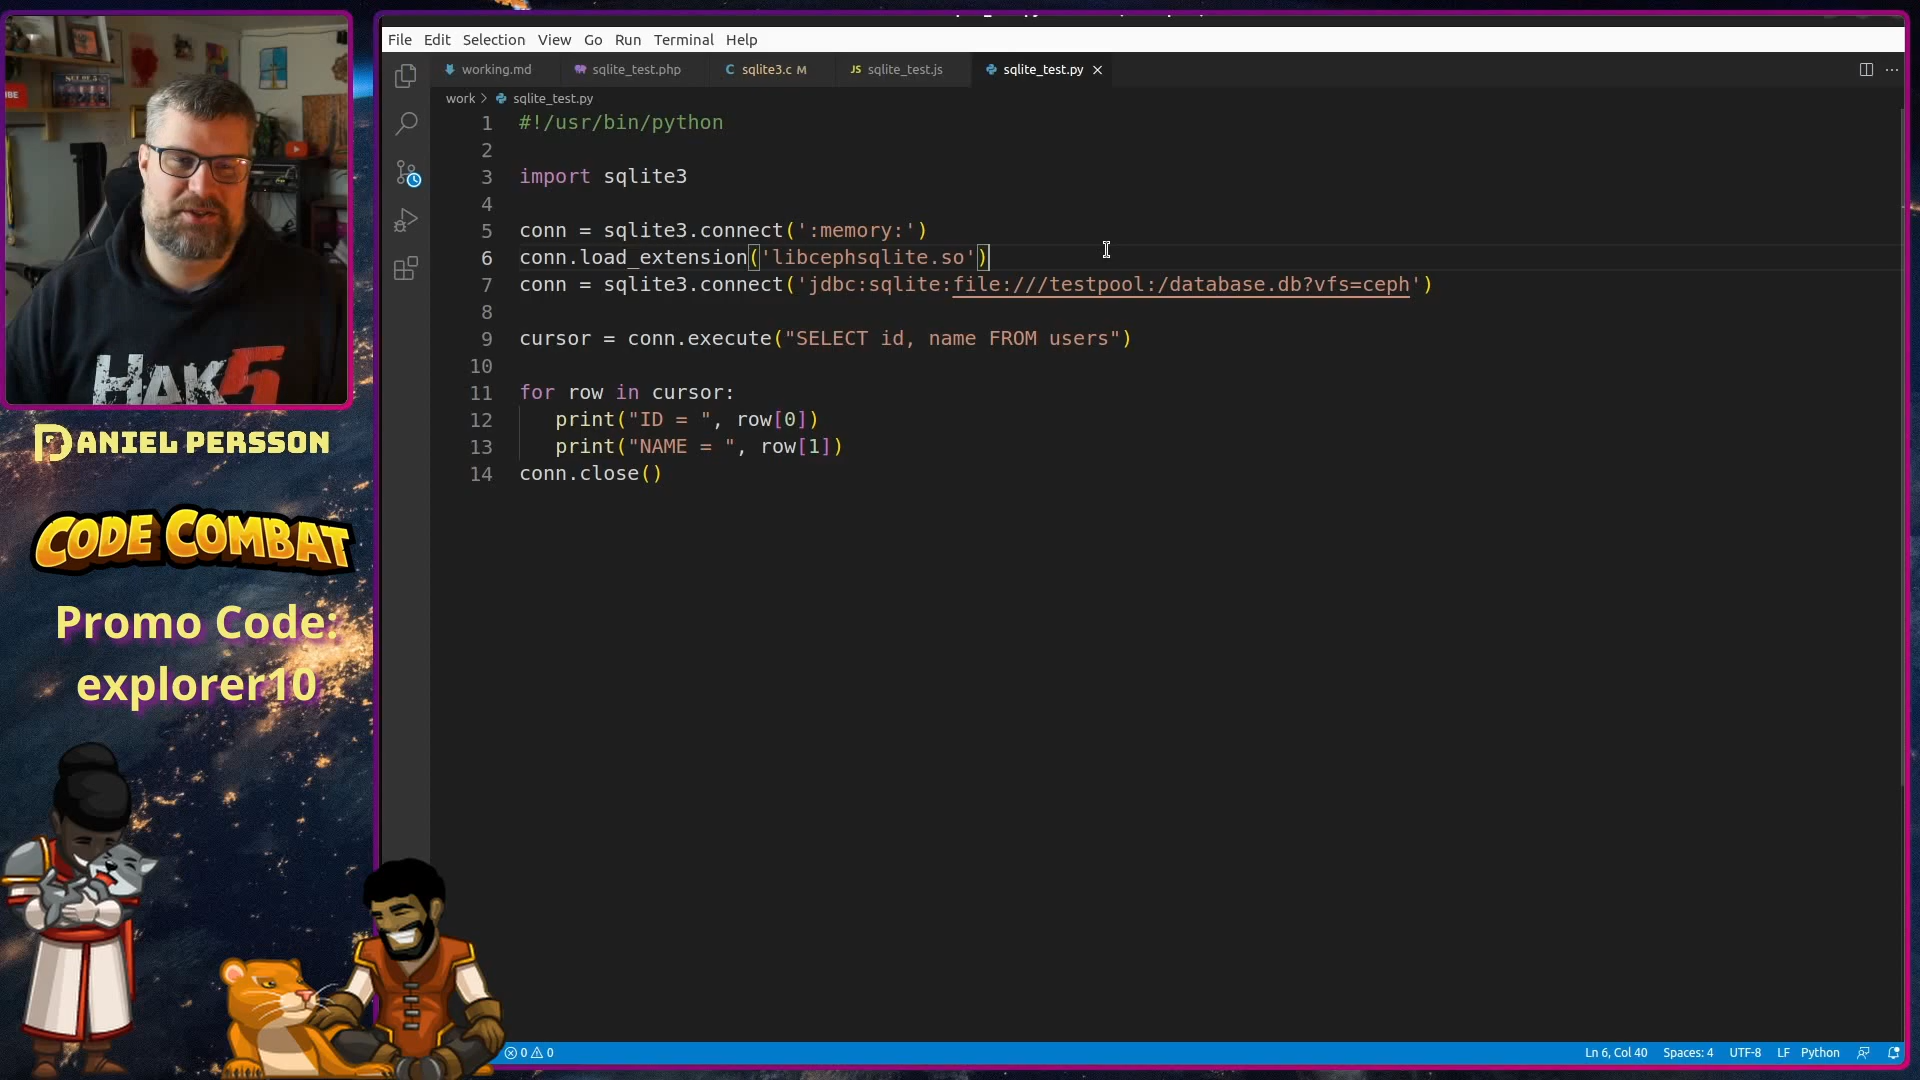 File Edit Selection View Go Run Terminal Help
working.md sqlite_test.php C sqlite3.c M JS sqlite_test.js sqlite_test.py
work > sqlite_test.py
1 #!/usr/bin/python
2
3 import sqlite3
4
5 conn = sqlite3.connect(':memory:')
6 conn.load_extension('libcephsqlite.so')
7 conn = sqlite3.connect('jdbc:sqlite:file:///testpool:/database.db?vfs=ceph')
8
9 cursor = conn.execute("SELECT id, name FROM users")
10
11 for row in cursor:
12 print("ID = ", row[0])
13 print("NAME = ", row[1])
14 conn.close()
HAK5
DANIEL PERSSON
CODE COMBAT
Promo Code:
explorer10
0 0
Ln 6, Col 40 Spaces: 4 UTF-8 LF Python